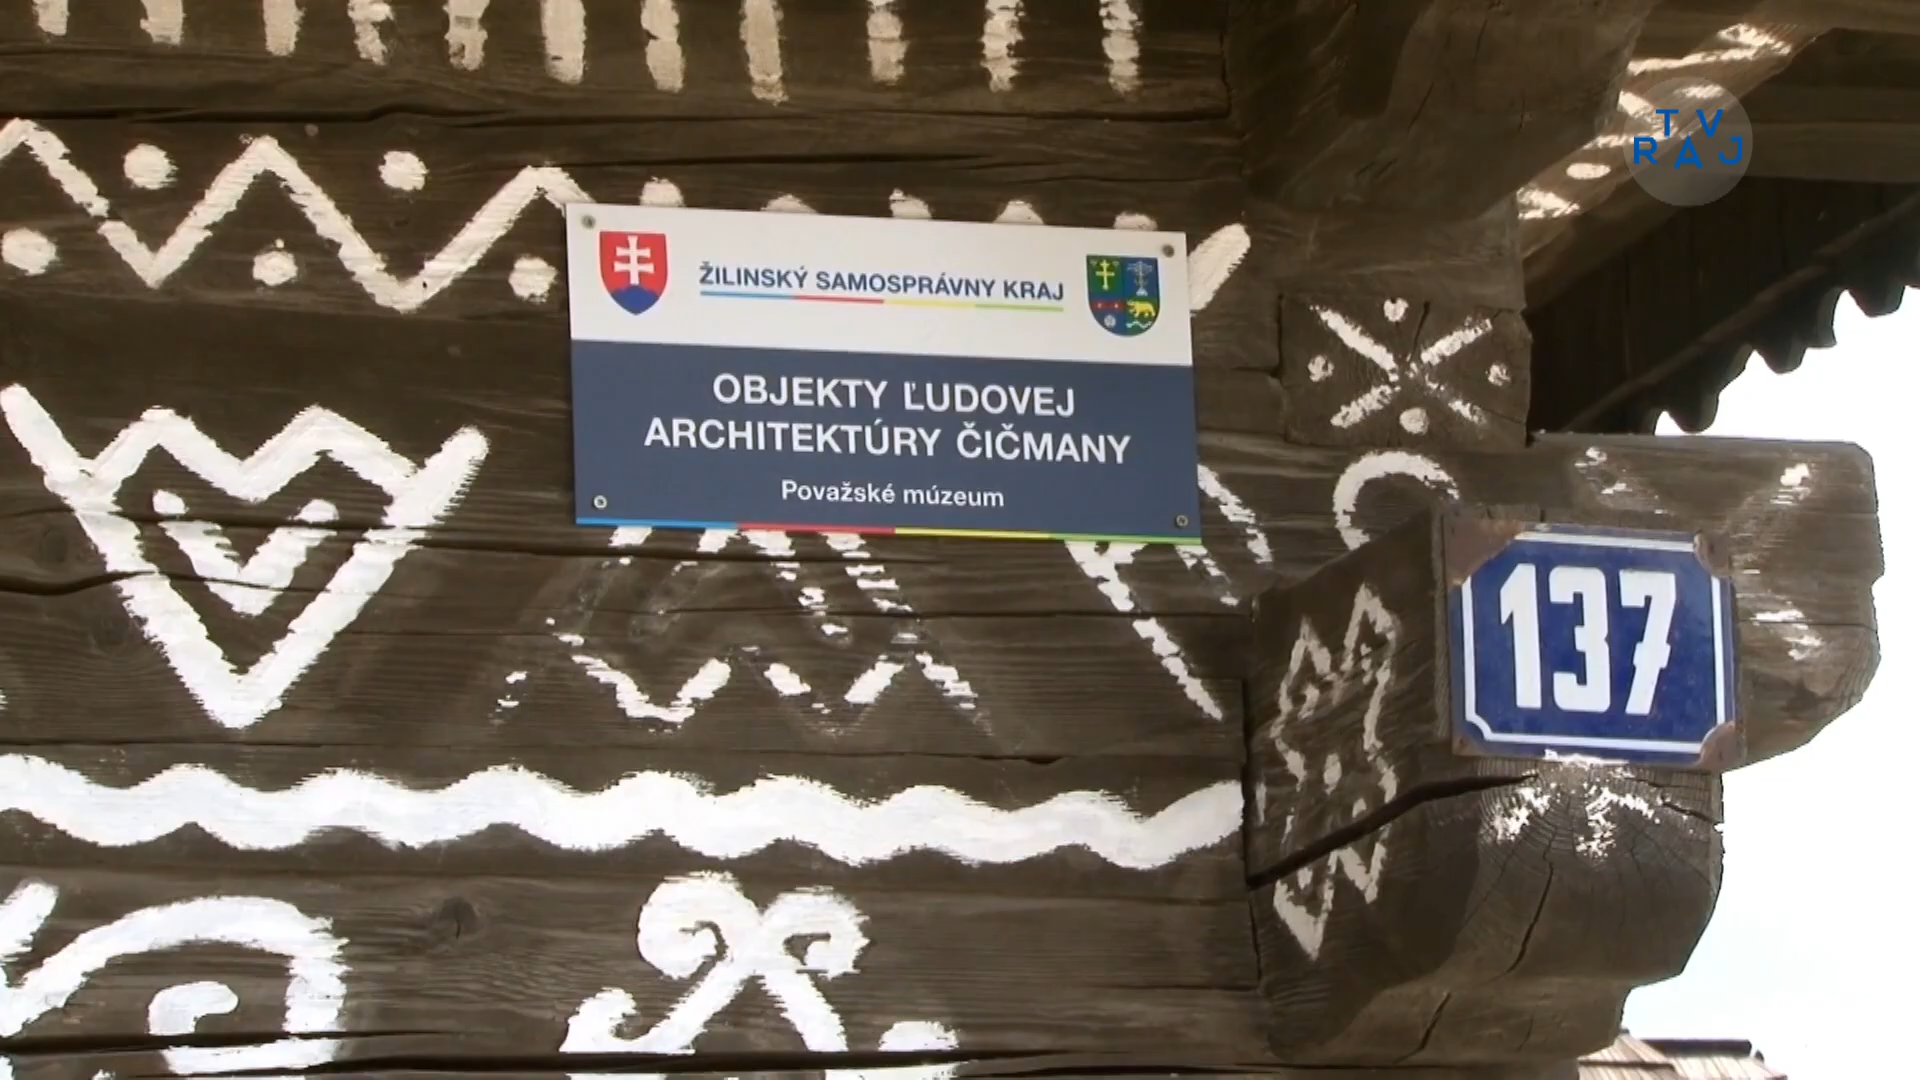 TV
RAJ
ŽILINSKÝ SAMOSPRÁVNY KRAJ
OBJEKTY ĽUDOVEJ
ARCHITEKTÚRY ČIČMANY
Považské múzeum
137